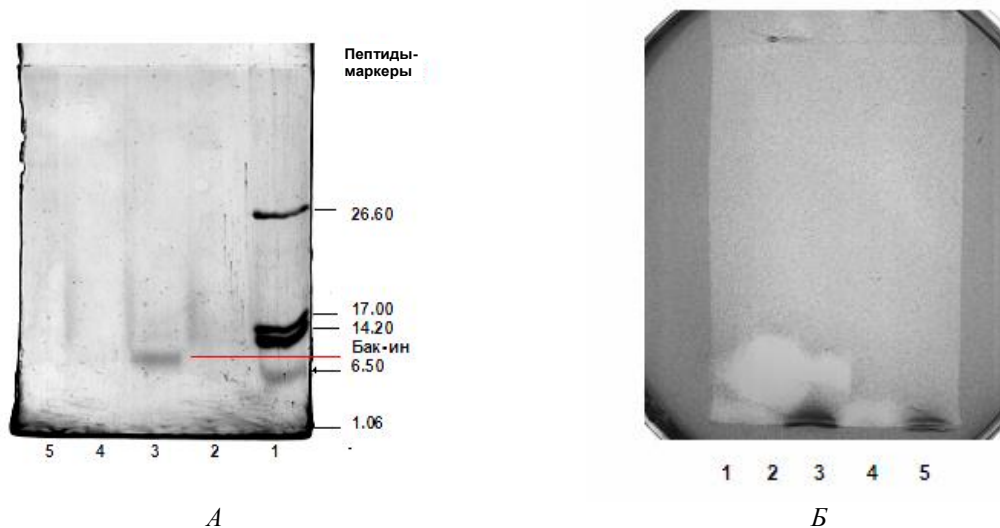 Пептиды-
маркеры
26.60
17.00
14.20
Бак-ин
6.50
1.06
5 4 3 2 1 -
А
1 2 3 4 5
Б